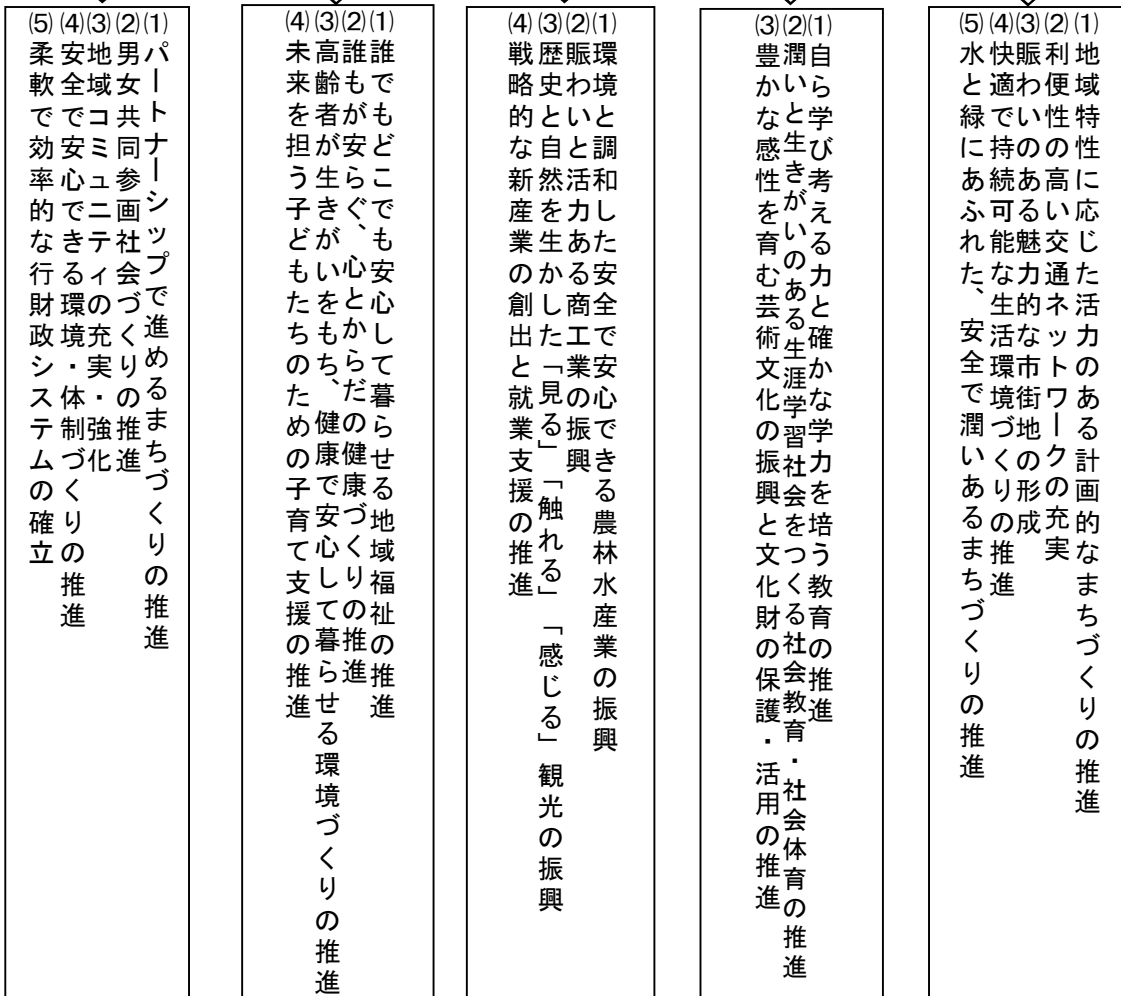 (1) 地域特性に応じた活力のある計画的なまちづくりの推進
(2) 利便性の高い交通ネットワークの充実
(3) 賑わいのある魅力的な市街地の形成
(4) 快適で持続可能な生活環境づくりの推進
(5) 水と緑にあふれた、安全で潤いあるまちづくりの推進
(1) 自ら学び考える力と確かな学力を培う教育の推進
(2) 潤いと生きがいのある生涯学習社会をつくる社会教育・社会体育の推進
(3) 豊かな感性を育む芸術文化の振興と文化財の保護・活用の推進
(1) 環境と調和した安全で安心できる農林水産業の振興
(2) 賑わいと活力ある商工業の振興
(3) 歴史と自然を生かした「見る」「触れる」「感じる」観光の振興
(4) 戦略的な新産業の創出と就業支援の推進
(1) 誰でもどこでも安心して暮らせる地域福祉の推進
(2) 誰もが安らぐ、心とからだの健康づくりの推進
(3) 高齢者が生きがいをもち、健康で安心して暮らせる環境づくりの推進
(4) 未来を担う子どもたちのための子育て支援の推進
(1) パートナーシップで進めるまちづくりの推進
(2) 男女共同参画社会づくりの推進
(3) 地域コミュニティの充実・強化
(4) 安全で安心できる環境・体制づくりの推進
(5) 柔軟で効率的な行財政システムの確立